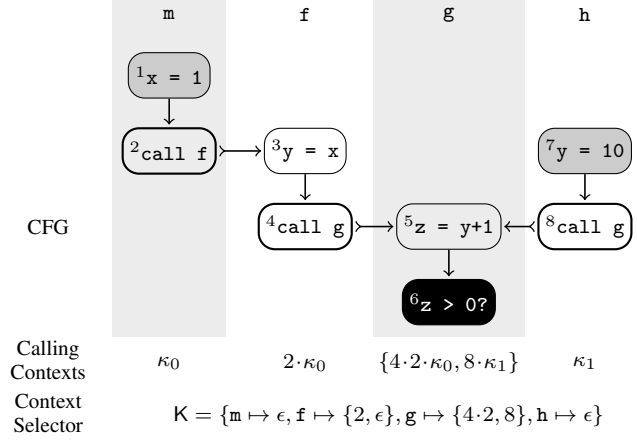 m f g h
¹x = 1
²call f ³y = x ⁷y = 10
CFG ⁴call g ⁵z = y+1 ⁸call g
⁶z > 0?
Calling Contexts κ₀ 2·κ₀ {4·2·κ₀, 8·κ₁} κ₁
Context Selector K = {m ↦ ϵ, f ↦ {2, ϵ}, g ↦ {4·2, 8}, h ↦ ϵ}